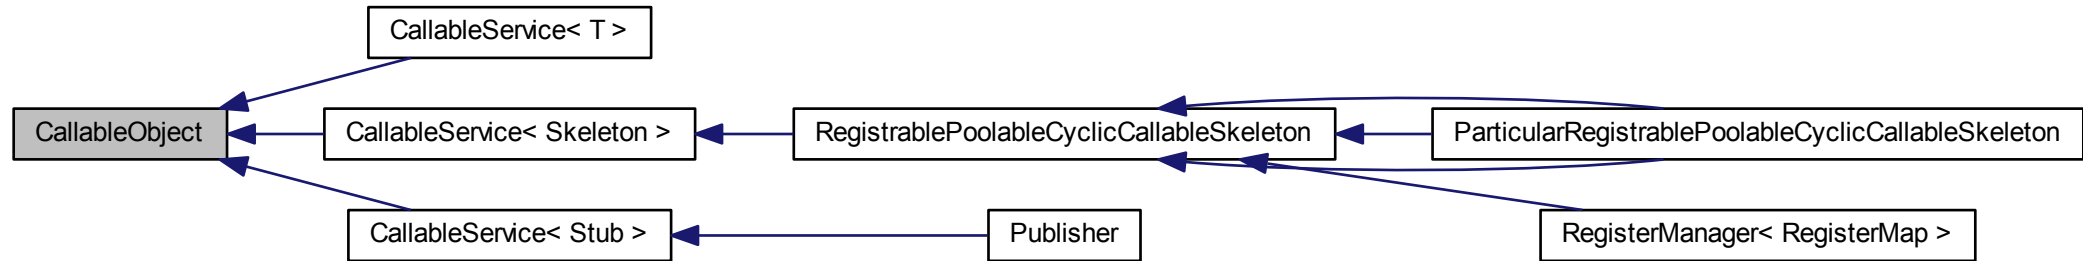 CallableService< T >
CallableObject
CallableService< Skeleton >
RegistrablePoolableCyclicCallableSkeleton
ParticularRegistrablePoolableCyclicCallableSkeleton
CallableService< Stub >
Publisher
RegisterManager< RegisterMap >